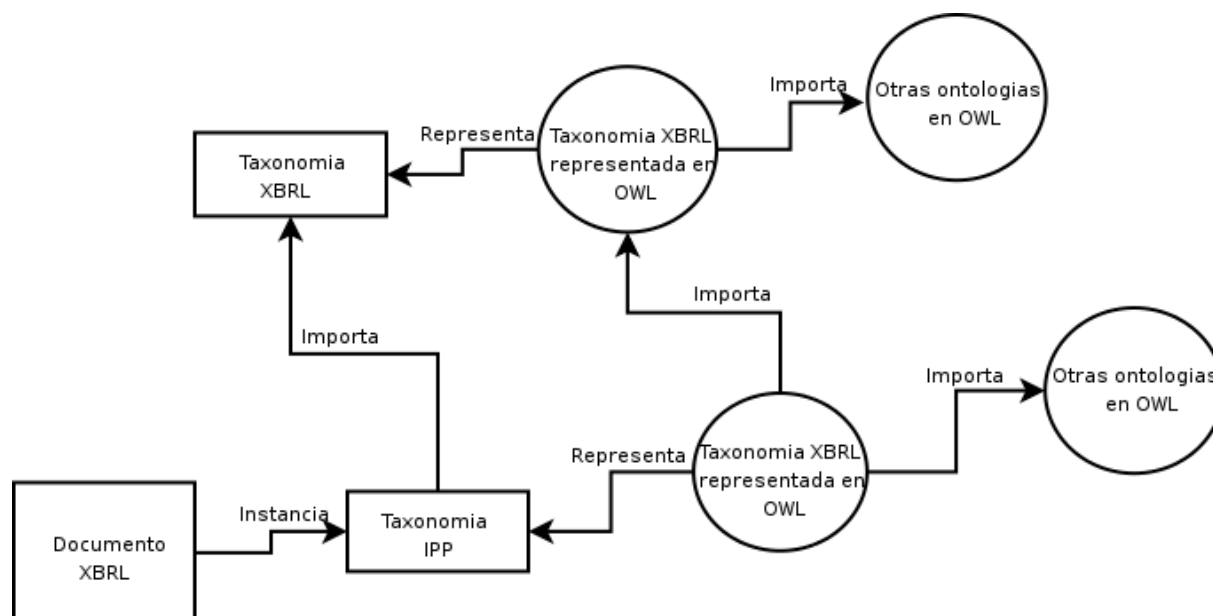 Otras ontologias
en OWL
Importa
Representa
Taxonomia XBRL
representada en
OWL
Taxonomia
XBRL
Importa
Importa
Importa
Otras ontologias
en OWL
Representa
Taxonomia XBRL
representada en
OWL
Instancia
Taxonomia
IPP
Documento
XBRL